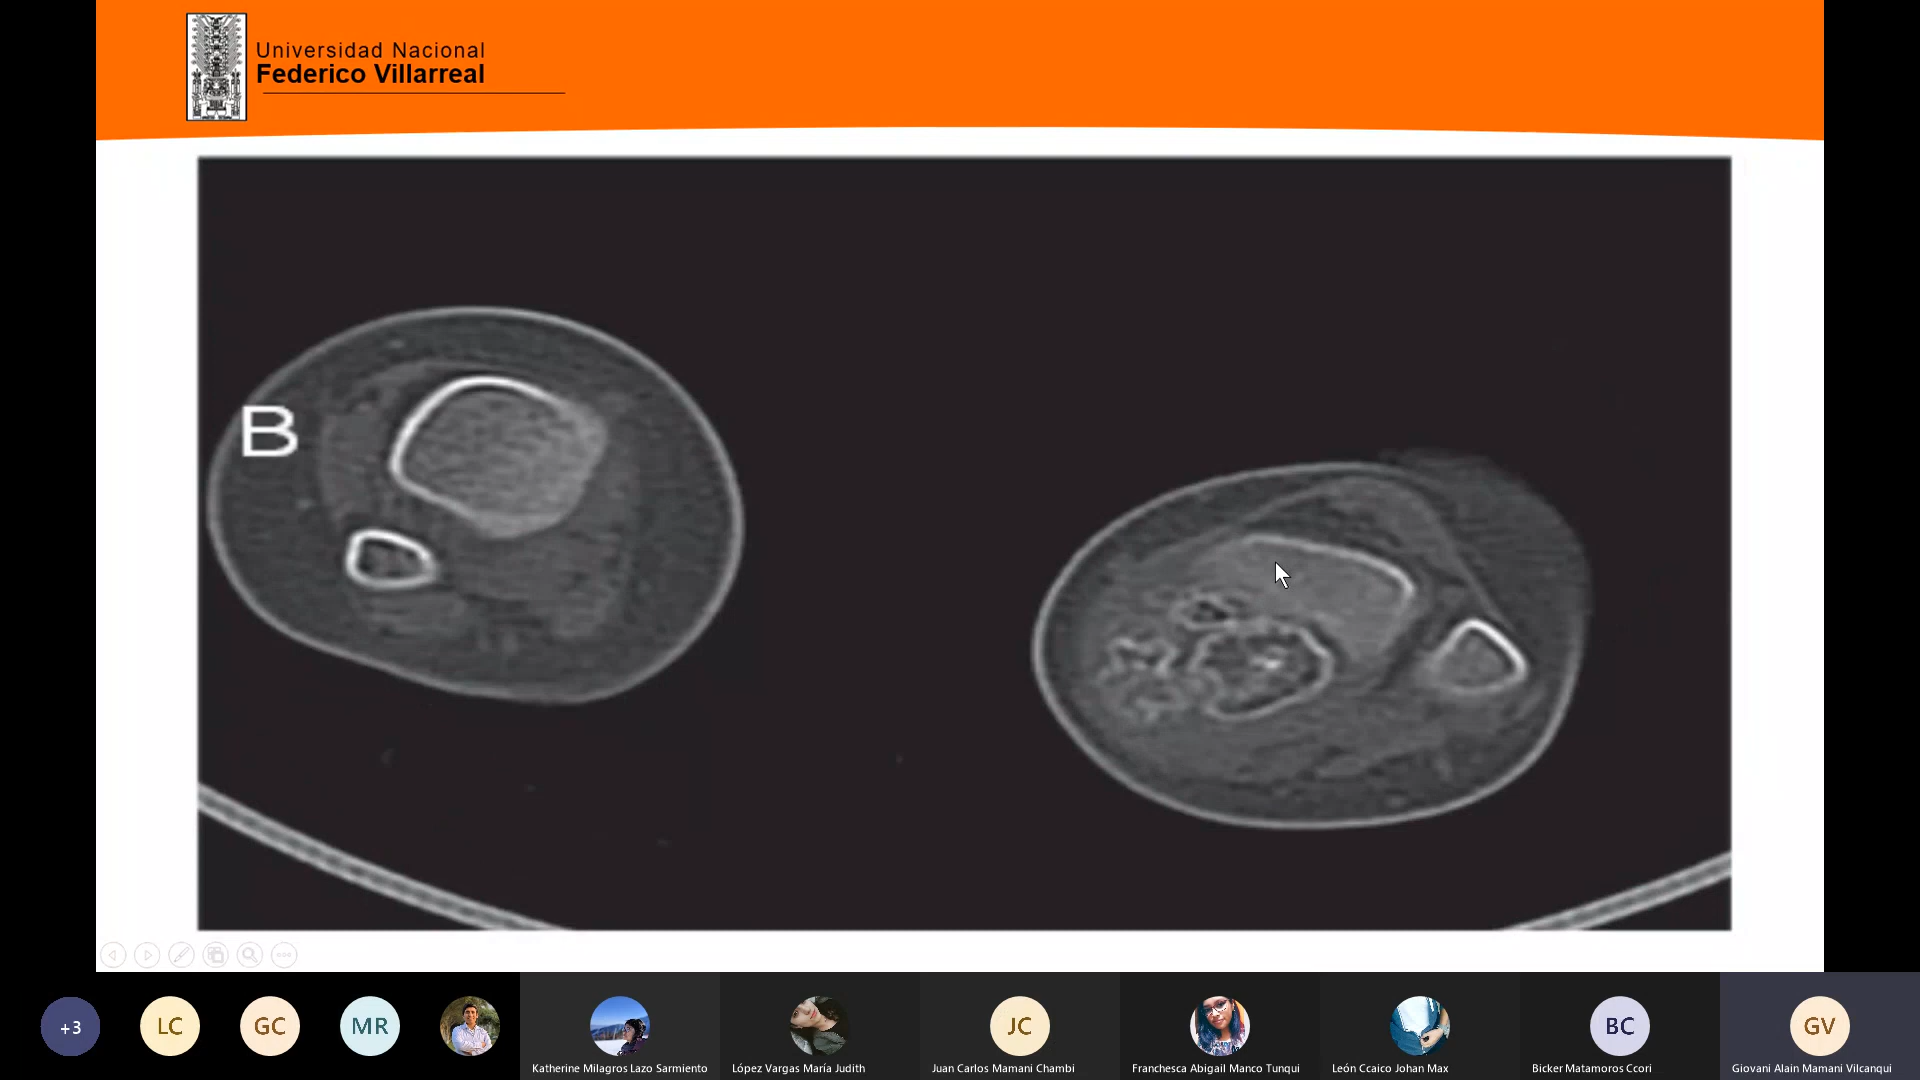 Universidad Nacional
Federico Villarreal
B
+3
LC
GC
MR
JC
BC
GV
Katherine Milagros Lazo Sarmiento
López Vargas María Judith
Juan Carlos Mamani Chambi
Franchesca Abigail Manco Tunqui
León Ccaico Johan Max
Bicker Matamoros Ccori
Giovani Alain Mamani Vilcanqui